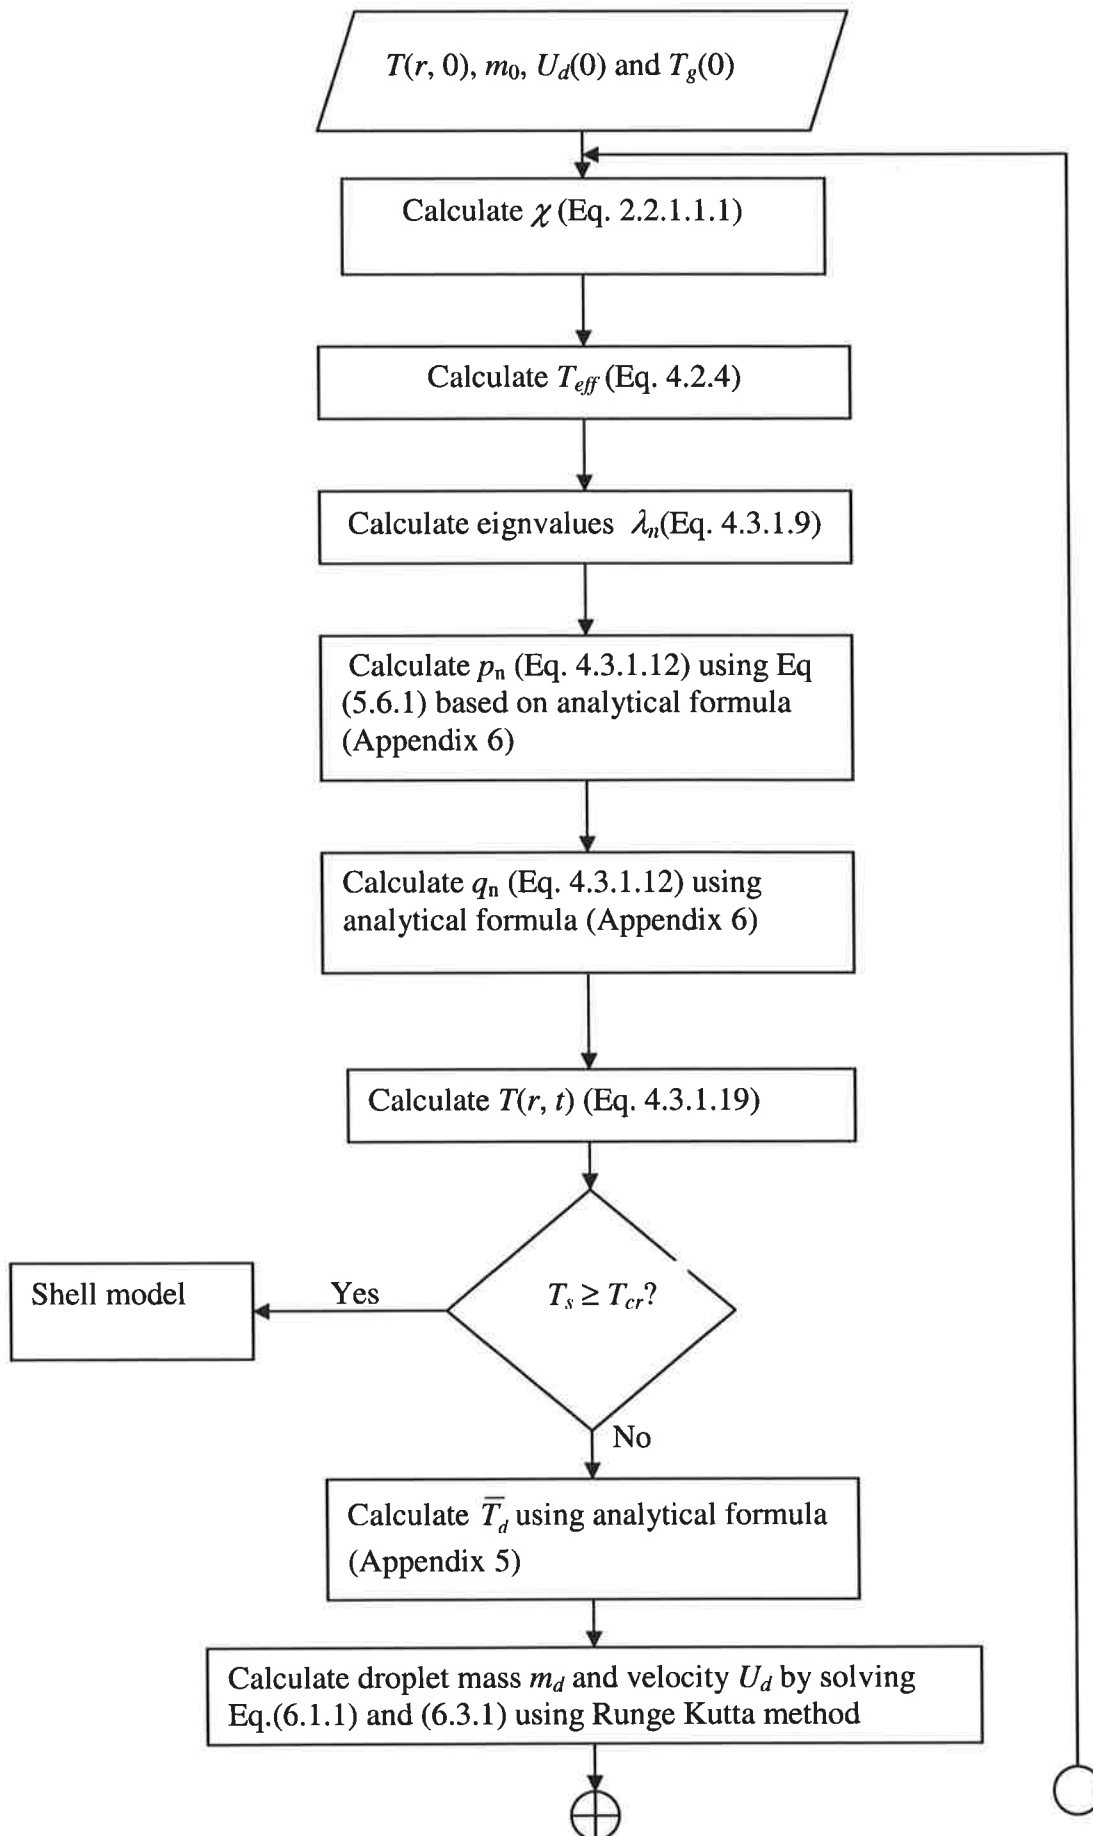 T(r, 0), m0, Ud(0) and Tg(0)
Calculate χ (Eq. 2.2.1.1.1)
Calculate Teff (Eq. 4.2.4)
Calculate eignvalues λn(Eq. 4.3.1.9)
Calculate pn (Eq. 4.3.1.12) using Eq
(5.6.1) based on analytical formula
(Appendix 6)
Calculate qn (Eq. 4.3.1.12) using
analytical formula (Appendix 6)
Calculate T(r, t) (Eq. 4.3.1.19)
Shell model
Yes
Ts ≥ Tcr?
No
Calculate T̅d using analytical formula
(Appendix 5)
Calculate droplet mass md and velocity Ud by solving
Eq.(6.1.1) and (6.3.1) using Runge Kutta method